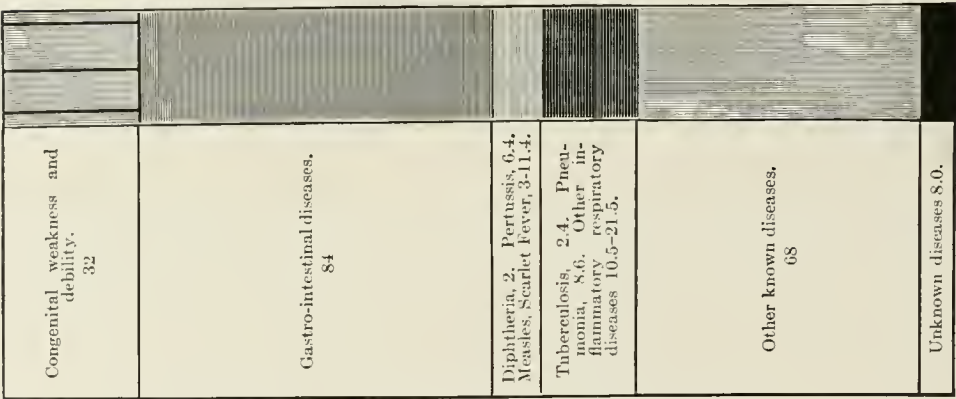 Congenital weakness and
debility.
32
Gastro-intestinal diseases.
84
Diphtheria, 2. Pertussis, 6.4.
Measles, Scarlet Fever, 3-11.4.
Tuberculosis, 2.4. Pneu-
monia, 8.6. Other in-
flammatory respiratory
diseases 10.5-21.5.
Other known diseases.
68
Unknown diseases 8.0.